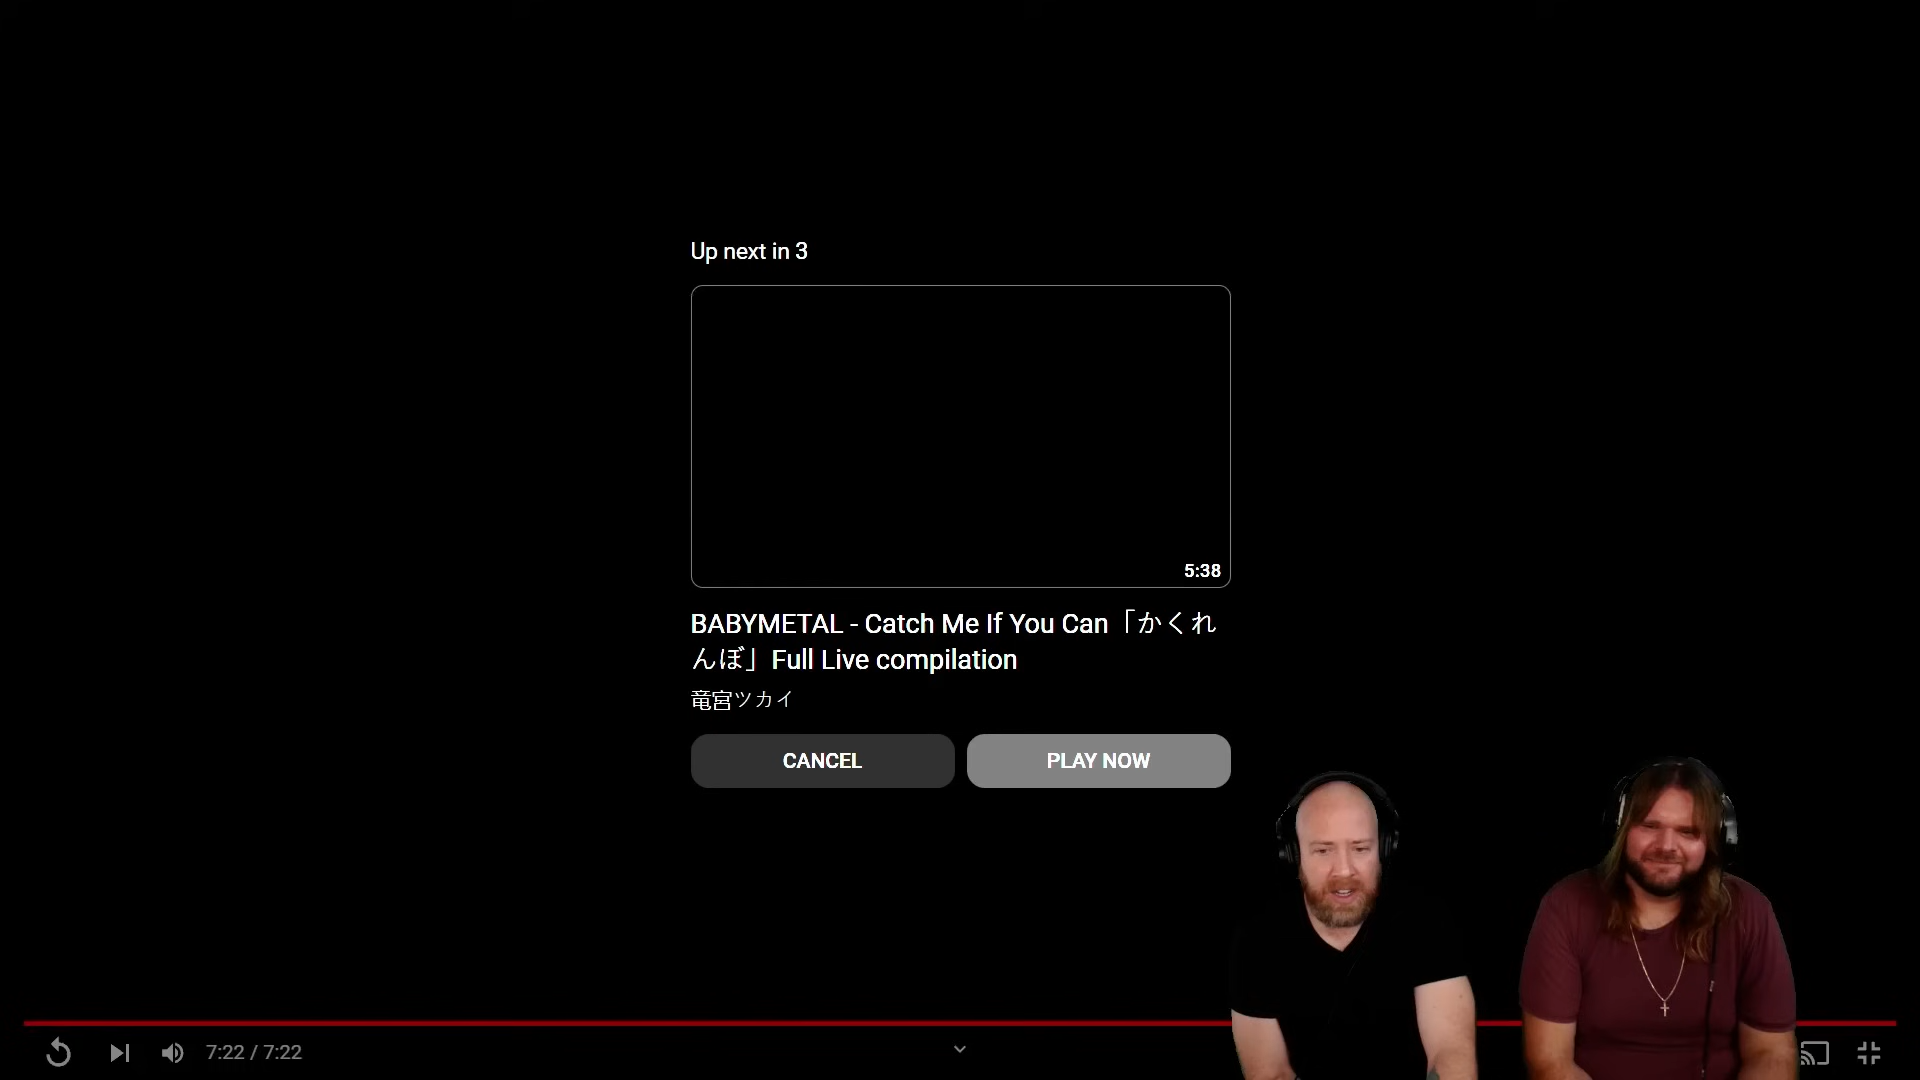 Up next in 3
5:38
BABYMETAL - Catch Me If You Can「かくれ
んぼ」Full Live compilation
竜宮ツカイ
CANCEL
PLAY NOW
7:22 / 7:22